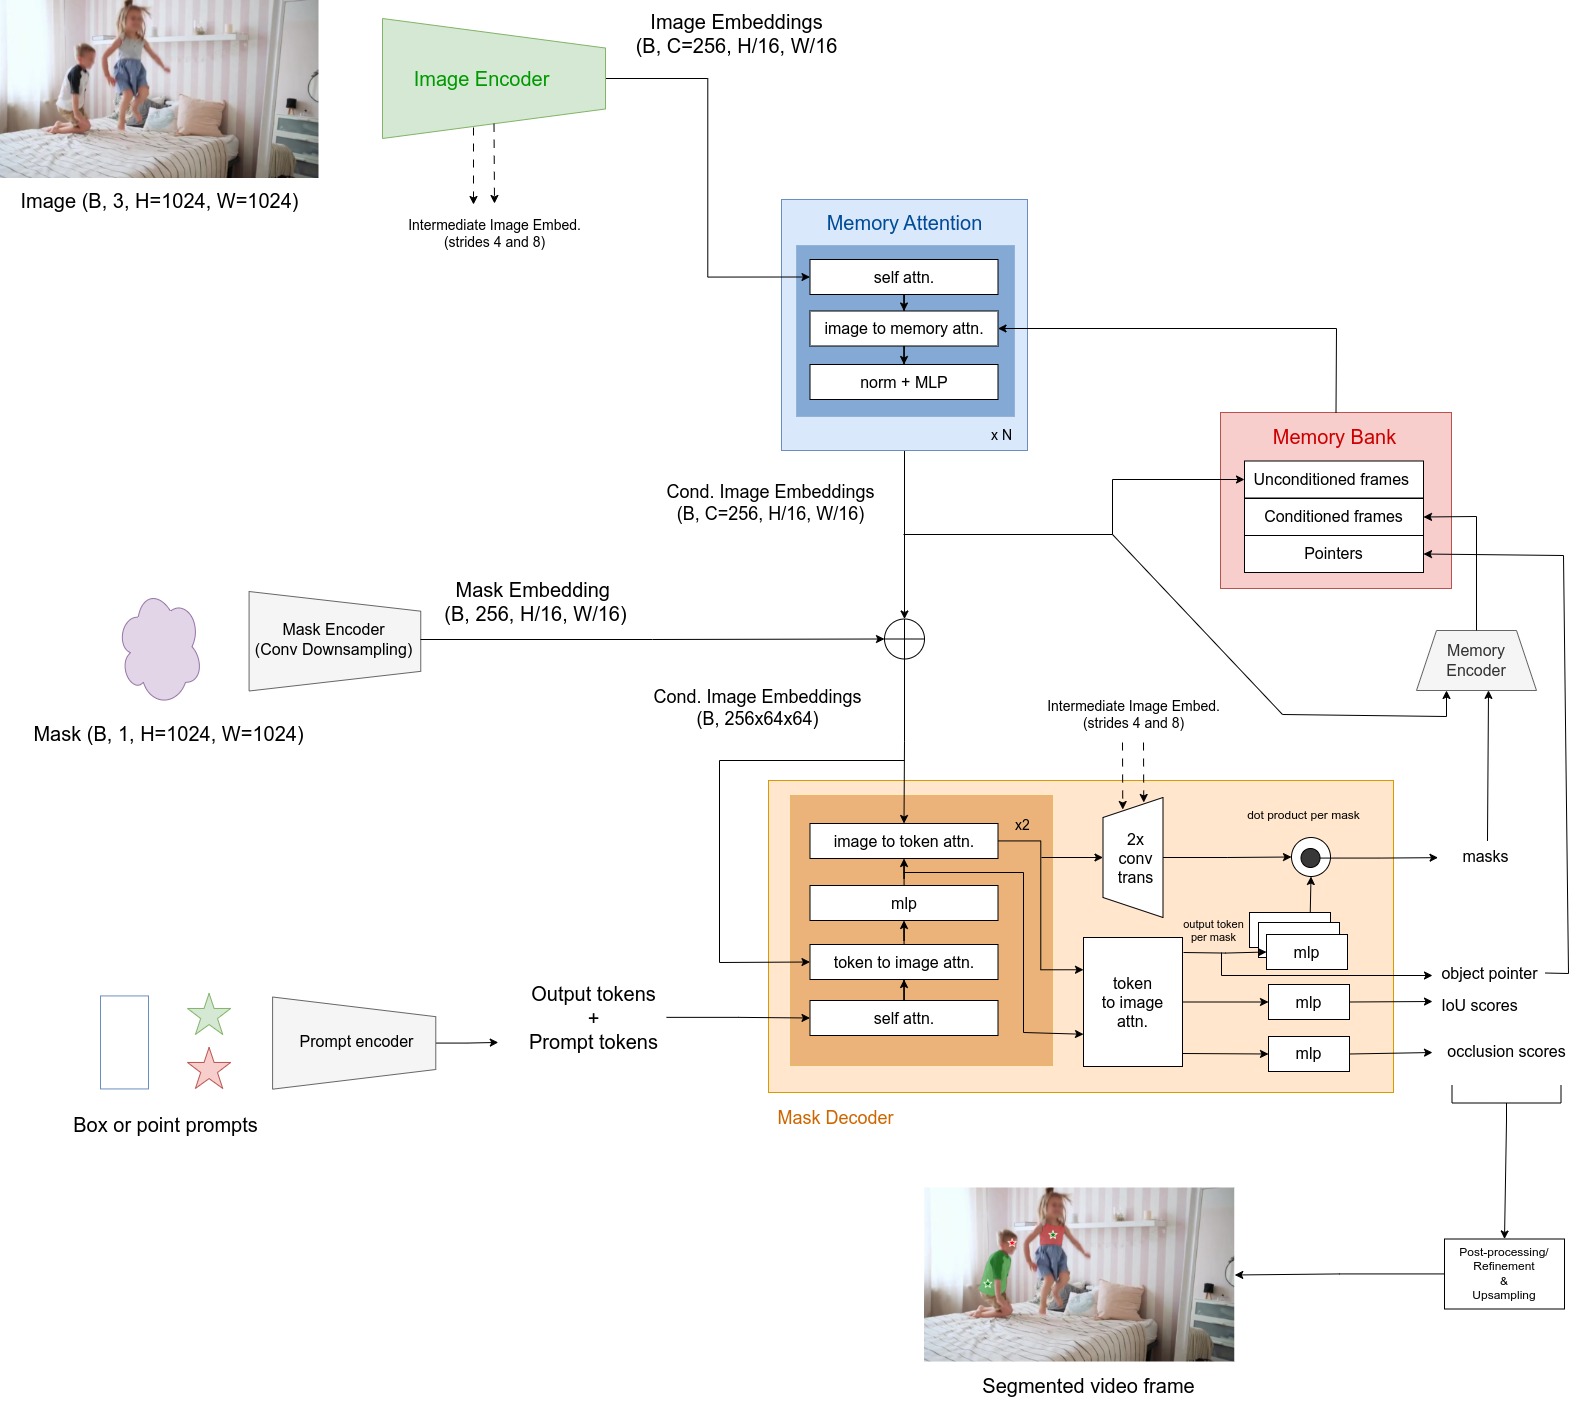 Image Embeddings
(B, C=256, H/16, W/16
Image Encoder
Image (B, 3, H=1024, W=1024)
Intermediate Image Embed.
(strides 4 and 8)
Memory Attention
self attn.
image to memory attn.
norm + MLP
x N
Memory Bank
Unconditioned frames
Conditioned frames
Pointers
Cond. Image Embeddings
(B, C=256, H/16, W/16)
Mask Embedding
(B, 256, H/16, W/16)
Mask Encoder
(Conv Downsampling)
Mask (B, 1, H=1024, W=1024)
Memory
Encoder
Cond. Image Embeddings
(B, 256x64x64)
Intermediate Image Embed.
(strides 4 and 8)
image to token attn.
x2
mlp
token to image attn.
self attn.
2x
conv
trans
dot product per mask
masks
output token
per mask
mlp
token
to image
attn.
object pointer
mlp
IoU scores
mlp
occlusion scores
Output tokens
+
Prompt tokens
Prompt encoder
Box or point prompts
Mask Decoder
Post-processing/
Refinement
&
Upsampling
Segmented video frame